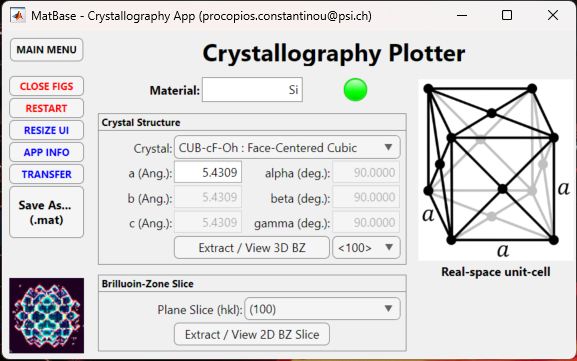 MatBase - Crystallography App (procopios.constantinou@psi.ch)
MAIN MENU
Crystallography Plotter
CLOSE FIGS
RESTART
RESIZE UI
APP INFO
TRANSFER
Save As...
(.mat)
Material: Si
Crystal Structure
Crystal: CUB-cF-Oh : Face-Centered Cubic
a (Ang.): 5.4309 alpha (deg.): 90.0000
b (Ang.): 5.4309 beta (deg.): 90.0000
c (Ang.): 5.4309 gamma (deg.): 90.0000
Extract / View 3D BZ <100>
Brilluoin-Zone Slice
Plane Slice (hkl): (100)
Extract / View 2D BZ Slice
a
a
a
Real-space unit-cell